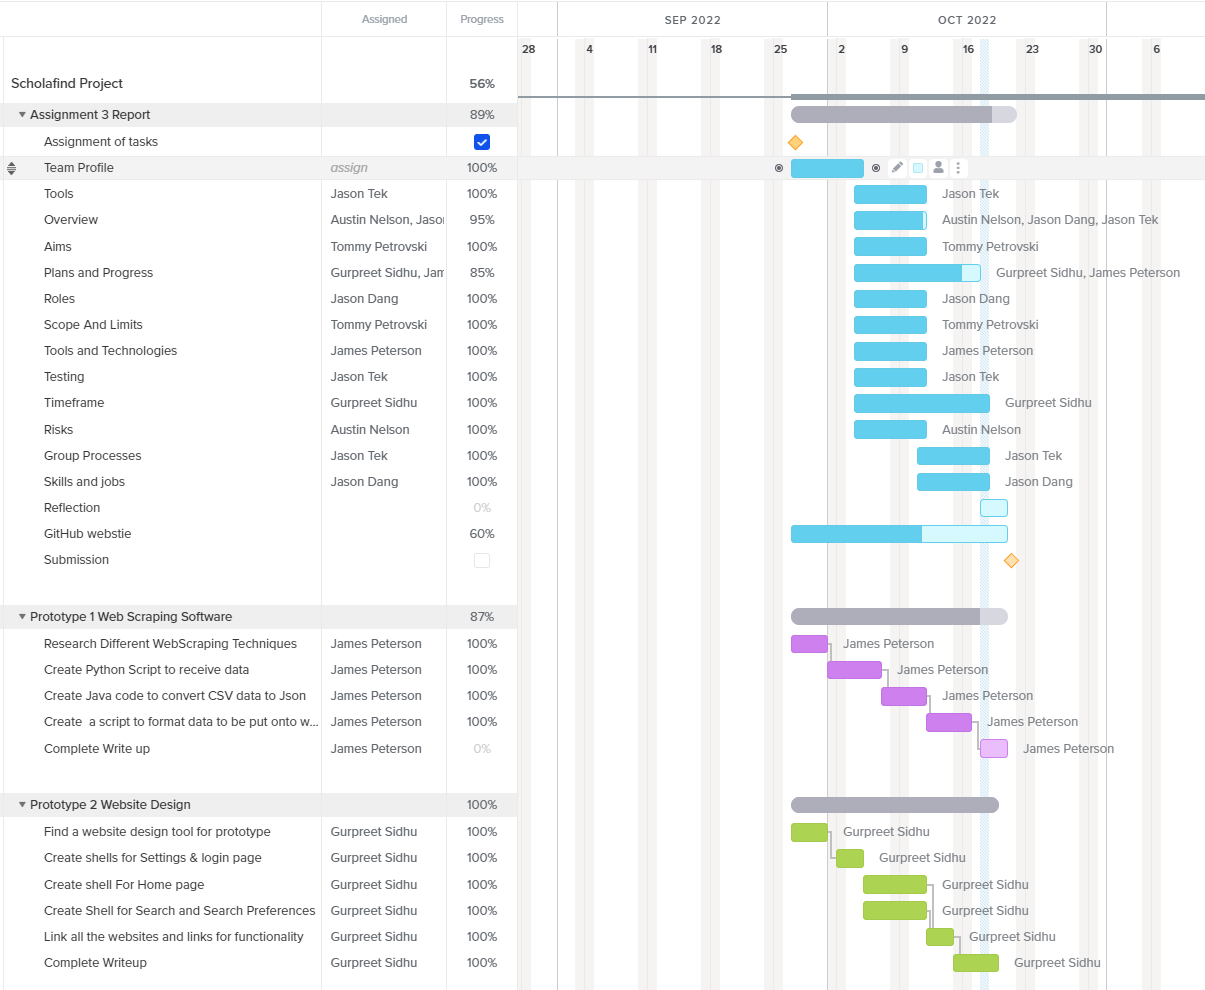 Assigned Progress SEP 2022 OCT 2022
28 4 11 18 25 2 9 16 23 30 6
Scholafind Project 56%
Assignment 3 Report 89%
Assignment of tasks
Team Profile assign 100%
Tools Jason Tek 100% Jason Tek
Overview Austin Nelson, Jaso 95% Austin Nelson, Jason Dang, Jason Tek
Aims Tommy Petrovski 100% Tommy Petrovski
Plans and Progress Gurpreet Sidhu, Jam 85% Gurpreet Sidhu, James Peterson
Roles Jason Dang 100% Jason Dang
Scope And Limits Tommy Petrovski 100% Tommy Petrovski
Tools and Technologies James Peterson 100% James Peterson
Testing Jason Tek 100% Jason Tek
Timeframe Gurpreet Sidhu 100% Gurpreet Sidhu
Risks Austin Nelson 100% Austin Nelson
Group Processes Jason Tek 100% Jason Tek
Skills and jobs Jason Dang 100% Jason Dang
Reflection 0%
GitHub webstie 60%
Submission
Prototype 1 Web Scraping Software 87%
Research Different WebScraping Techniques James Peterson 100% James Peterson
Create Python Script to receive data James Peterson 100% James Peterson
Create Java code to convert CSV data to Json James Peterson 100% James Peterson
Create a script to format data to be put onto w... James Peterson 100% James Peterson
Complete Write up James Peterson 0% James Peterson
Prototype 2 Website Design 100%
Find a website design tool for prototype Gurpreet Sidhu 100% Gurpreet Sidhu
Create shells for Settings & login page Gurpreet Sidhu 100% Gurpreet Sidhu
Create shell For Home page Gurpreet Sidhu 100% Gurpreet Sidhu
Create Shell for Search and Search Preferences Gurpreet Sidhu 100% Gurpreet Sidhu
Link all the websites and links for functionality Gurpreet Sidhu 100% Gurpreet Sidhu
Complete Writeup Gurpreet Sidhu 100% Gurpreet Sidhu